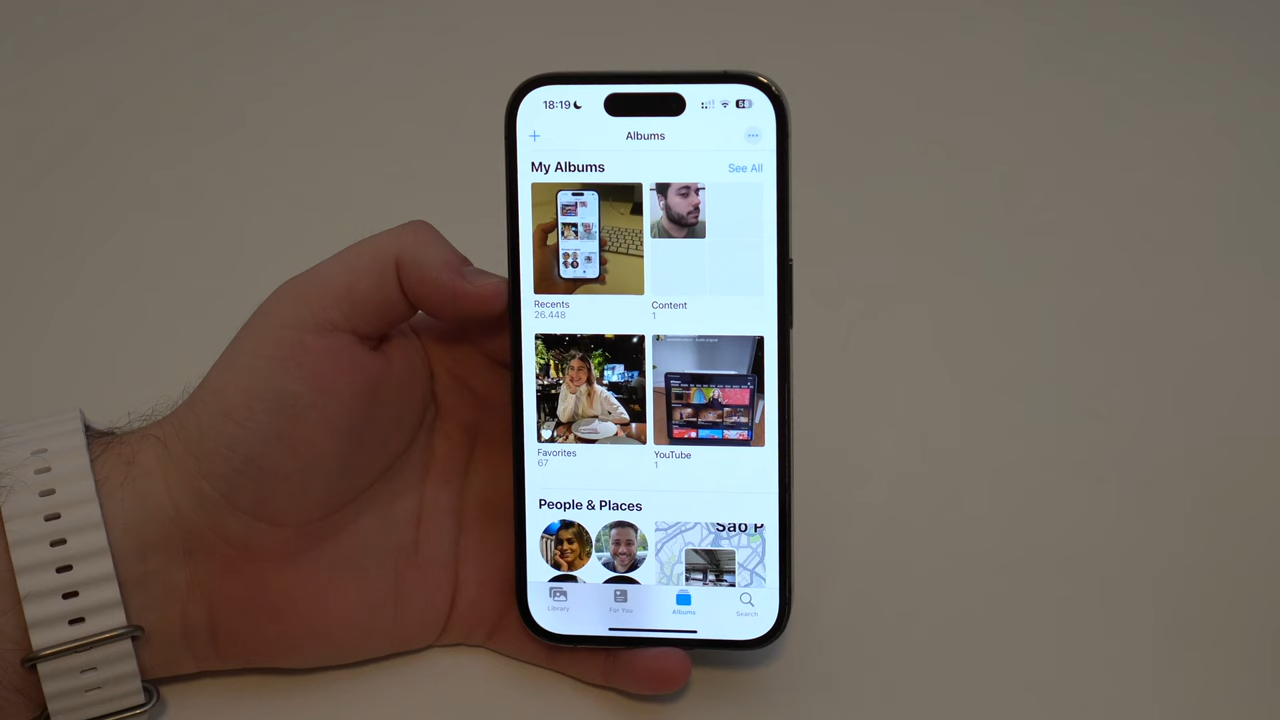 18:19
58
Albums
My Albums
See All
Recents
26.448
Content
1
Favorites
67
YouTube
1
People & Places
São P
Library
For You
Albums
Search